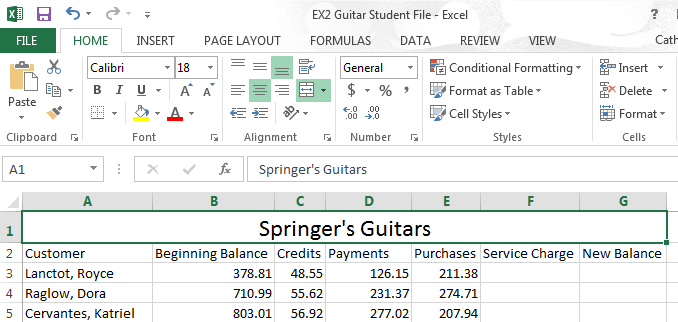 EX2 Guitar Student File - Excel ?
FILE HOME INSERT PAGE LAYOUT FORMULAS DATA REVIEW VIEW Cath
Calibri 18 General Conditional Formatting Insert
Paste B I U A A $ % , Format as Table Delete
A .00 .0 Cell Styles Format
Clipboard Font Alignment Number Styles Cells
A1 fx Springer's Guitars
A B C D E F G
1 Springer's Guitars
2 Customer Beginning Balance Credits Payments Purchases Service Charge New Balance
3 Lanctot, Royce 378.81 48.55 126.15 211.38
4 Raglow, Dora 710.99 55.62 231.37 274.71
5 Cervantes, Katriel 803.01 56.92 277.02 207.94